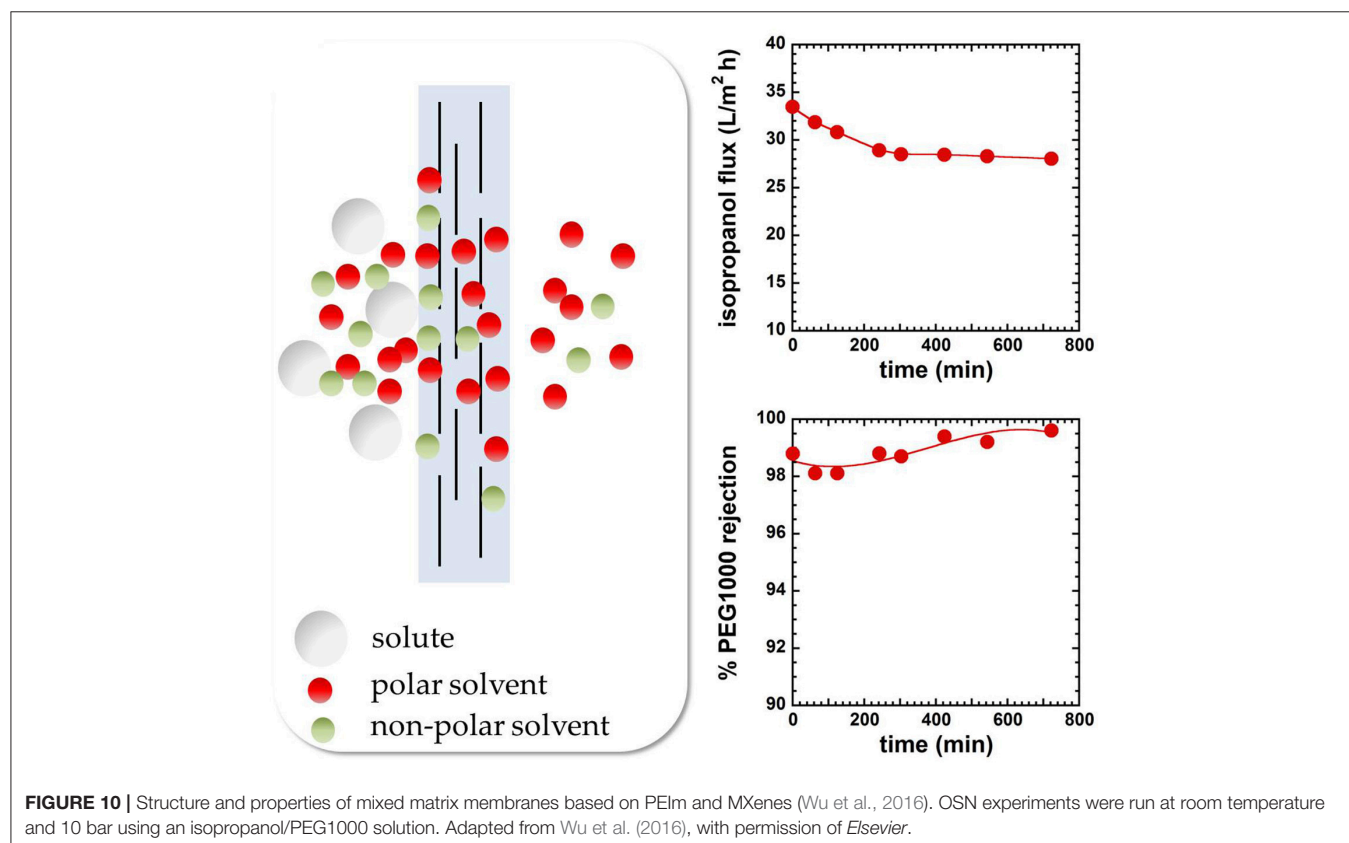 solute
polar solvent
non-polar solvent
isopropanol flux (L/m² h)
40
35
30
25
20
15
10
0
200
400
600
800
time (min)
% PEG1000 rejection
100
98
96
94
92
90
0
200
400
600
800
time (min)
FIGURE 10 | Structure and properties of mixed matrix membranes based on PEIm and MXenes (Wu et al., 2016). OSN experiments were run at room temperature
and 10 bar using an isopropanol/PEG1000 solution. Adapted from Wu et al. (2016), with permission of Elsevier.